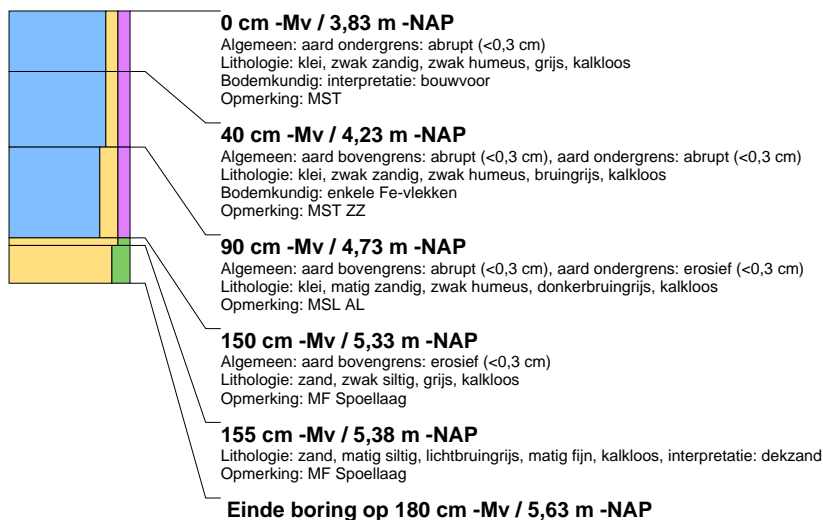 0 cm -Mv / 3,83 m -NAP
Algemeen: aard ondergrens: abrupt (<0,3 cm)
Lithologie: klei, zwak zandig, zwak humeus, grijs, kalkloos
Bodemkundig: interpretatie: bouwvoor
Opmerking: MST
40 cm -Mv / 4,23 m -NAP
Algemeen: aard bovengrens: abrupt (<0,3 cm), aard ondergrens: abrupt (<0,3 cm)
Lithologie: klei, zwak zandig, zwak humeus, bruingrijs, kalkloos
Bodemkundig: enkele Fe-vlekken
Opmerking: MST ZZ
90 cm -Mv / 4,73 m -NAP
Algemeen: aard bovengrens: abrupt (<0,3 cm), aard ondergrens: erosief (<0,3 cm)
Lithologie: klei, matig zandig, zwak humeus, donkerbruingrijs, kalkloos
Opmerking: MSL AL
150 cm -Mv / 5,33 m -NAP
Algemeen: aard bovengrens: erosief (<0,3 cm)
Lithologie: zand, zwak siltig, grijs, kalkloos
Opmerking: MF Spoellaag
155 cm -Mv / 5,38 m -NAP
Lithologie: zand, matig siltig, lichtbruingrijs, matig fijn, kalkloos, interpretatie: dekzand
Opmerking: MF Spoellaag
Einde boring op 180 cm -Mv / 5,63 m -NAP